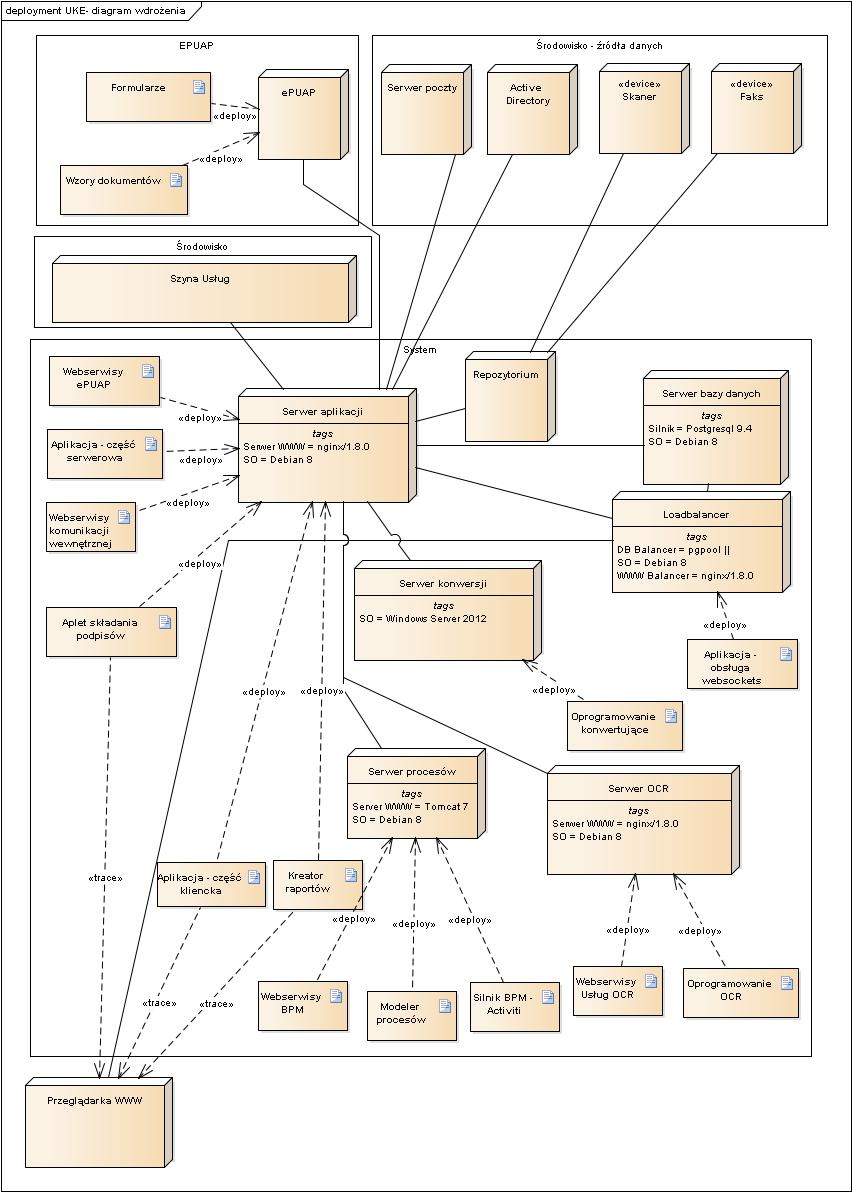 deployment UKE- diagram wdrożenia
EPUAP
Formularze
«deploy»
ePUAP
«deploy»
Wzory dokumentów
Środowisko - źródła danych
Serwer poczty
Active
Directory
«device»
Skaner
«device»
Faks
Środowisko
Szyna Usług
System
Webserwisy
ePUAP
«deploy»
Aplikacja - część
serwerowa
«deploy»
Webserwisy
komunikacji
wewnętrznej
«deploy»
Serwer aplikacji
tags
Serwer WWW = nginx/1.8.0
SO = Debian 8
Repozytorium
Serwer bazy danych
tags
Silnik = Postgresql 9.4
SO = Debian 8
Loadbalancer
tags
DB Balancer = pgpool ||
SO = Debian 8
WWW Balancer = nginx/1.8.0
«deploy»
Aplikacja -
obsługa
websockets
«deploy»
Aplet składania
podpisów
Serwer konwersji
tags
SO = Windows Server 2012
«deploy»
Oprogramowanie
konwertujące
«deploy»
«deploy»
Serwer procesów
tags
Serwer WWW = Tomcat 7
SO = Debian 8
Serwer OCR
tags
Serwer WWW = nginx/1.8.0
SO = Debian 8
«trace»
Aplikacja - część
kliencka
Kreator
raportów
«deploy»
«deploy»
«deploy»
«deploy»
«deploy»
«trace»
«trace»
Webserwisy
BPM
Modeler
procesów
Silnik BPM -
Activiti
Webserwisy
Usług OCR
Oprogramowanie
OCR
Przeglądarka WWW